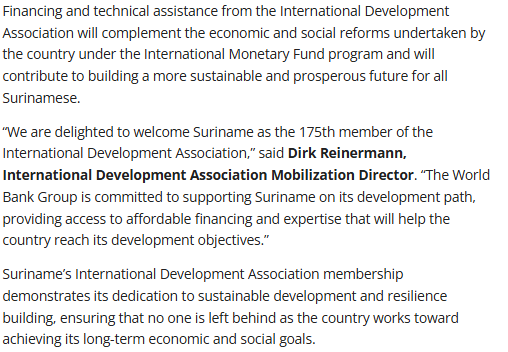 Financing and technical assistance from the International Development
Association will complement the economic and social reforms undertaken by
the country under the International Monetary Fund program and will
contribute to building a more sustainable and prosperous future for all
Surinamese.
“We are delighted to welcome Suriname as the 175th member of the
International Development Association,” said Dirk Reinermann,
International Development Association Mobilization Director. “The World
Bank Group is committed to supporting Suriname on its development path,
providing access to affordable financing and expertise that will help the
country reach its development objectives.”
Suriname’s International Development Association membership
demonstrates its dedication to sustainable development and resilience
building, ensuring that no one is left behind as the country works toward
achieving its long-term economic and social goals.